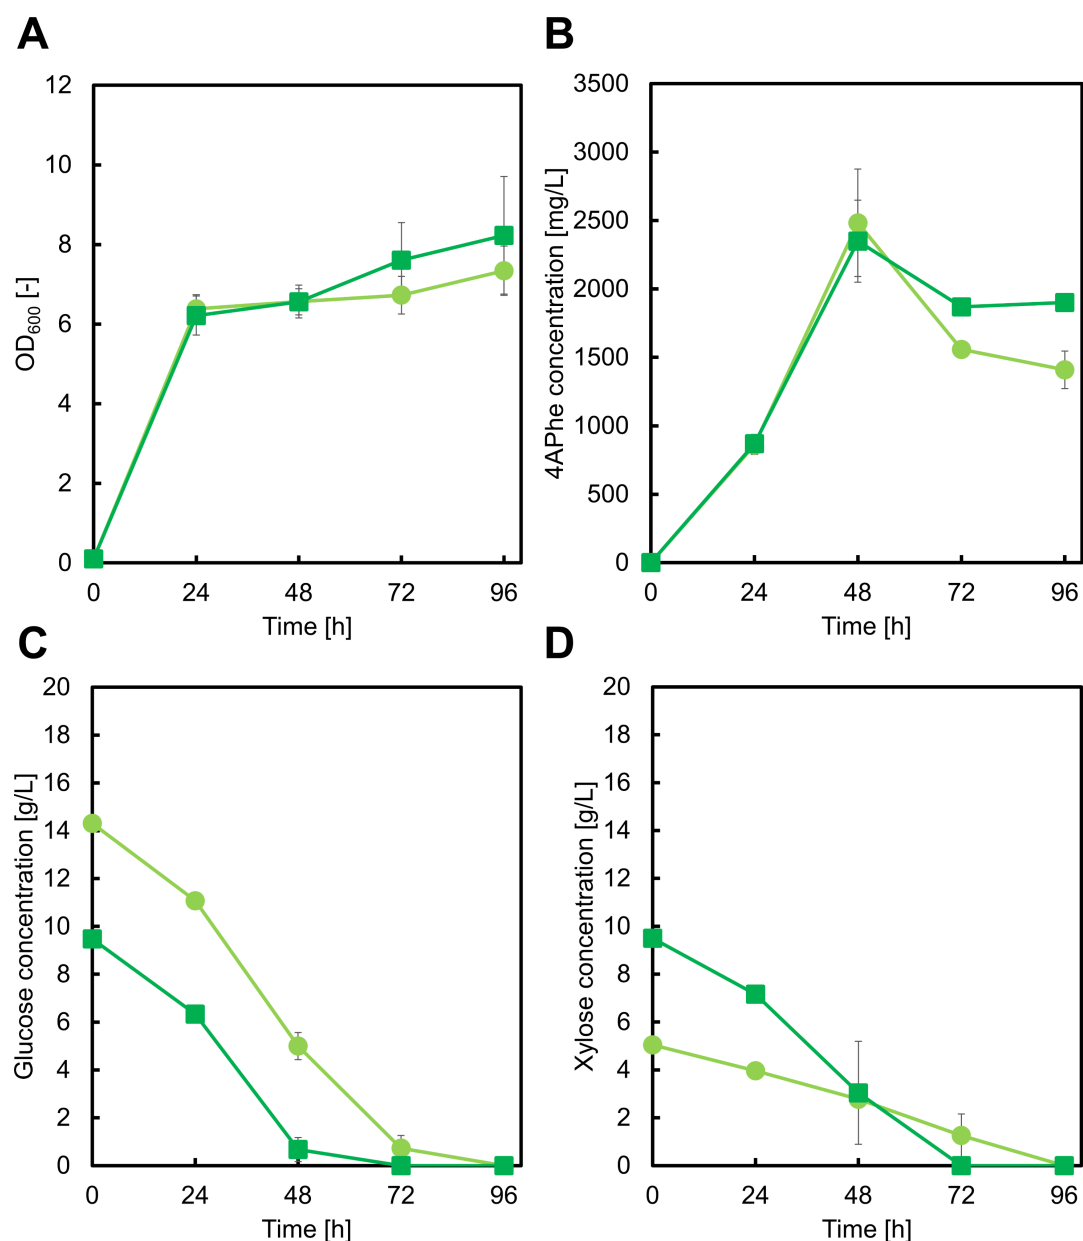 A
12
10
8
6
4
2
0
OD600 [-]
0 24 48 72 96
Time [h]
B
3500
3000
2500
2000
1500
1000
500
0
4APhe concentration [mg/L]
0 24 48 72 96
Time [h]
C
20
18
16
14
12
10
8
6
4
2
0
Glucose concentration [g/L]
0 24 48 72 96
Time [h]
D
20
18
16
14
12
10
8
6
4
2
0
Xylose concentration [g/L]
0 24 48 72 96
Time [h]